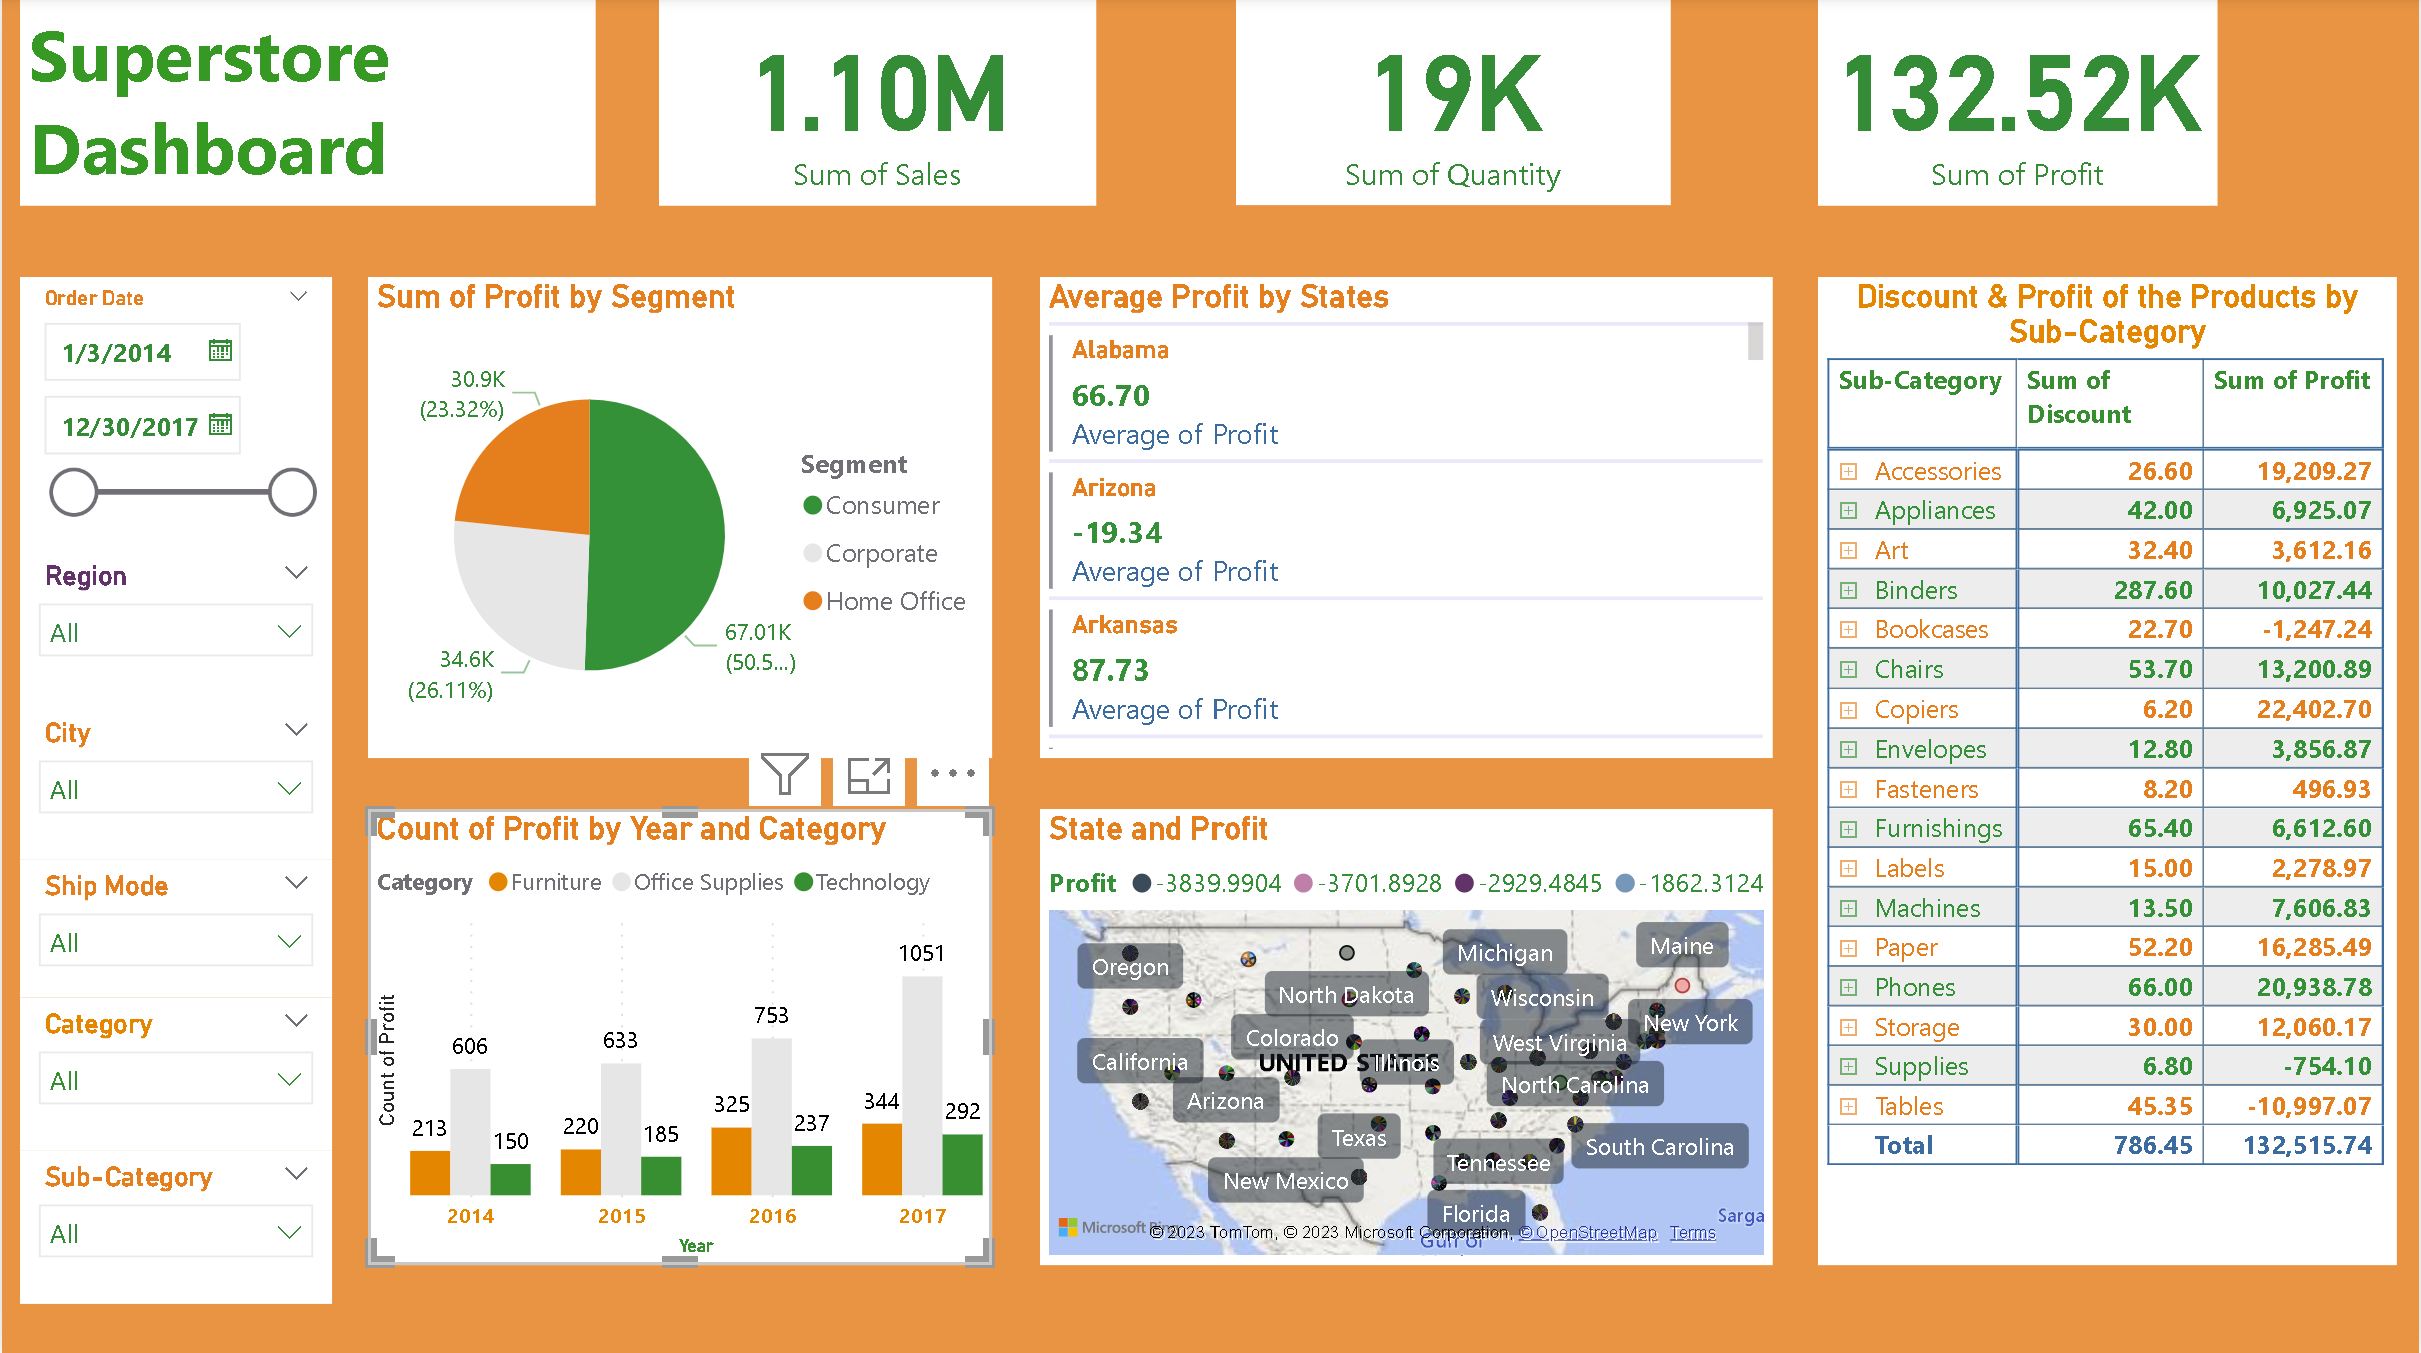 Superstore
Dashboard
1.10M
Sum of Sales
19K
Sum of Quantity
132.52K
Sum of Profit
Order Date
1/3/2014
12/30/2017
Region
All
City
All
Ship Mode
All
Category
All
Sub-Category
All
Sum of Profit by Segment
30.9K
(23.32%)
34.6K
(26.11%)
67.01K
(50.5...)
Segment
Consumer
Corporate
Home Office
Average Profit by States
Alabama
66.70
Average of Profit
Arizona
-19.34
Average of Profit
Arkansas
87.73
Average of Profit
Count of Profit by Year and Category
Category Furniture Office Supplies Technology
Count of Profit
213 606 150
220 633 185
325 753 237
344 1051 292
2014 2015 2016 2017
Year
State and Profit
Profit -3839.9904 -3701.8928 -2929.4845 -1862.3124
Oregon
Michigan
Maine
North Dakota
Wisconsin
New York
Colorado
West Virginia
California
UNITED STATES
Illinois
North Carolina
Arizona
Texas
South Carolina
Tennessee
New Mexico
Florida
Sarga
Microsoft Bing
© 2023 TomTom, © 2023 Microsoft Corporation, © OpenStreetMap Terms
Gulf of
Discount & Profit of the Products by
Sub-Category
Sub-Category Sum of Discount Sum of Profit
Accessories 26.60 19,209.27
Appliances 42.00 6,925.07
Art 32.40 3,612.16
Binders 287.60 10,027.44
Bookcases 22.70 -1,247.24
Chairs 53.70 13,200.89
Copiers 6.20 22,402.70
Envelopes 12.80 3,856.87
Fasteners 8.20 496.93
Furnishings 65.40 6,612.60
Labels 15.00 2,278.97
Machines 13.50 7,606.83
Paper 52.20 16,285.49
Phones 66.00 20,938.78
Storage 30.00 12,060.17
Supplies 6.80 -754.10
Tables 45.35 -10,997.07
Total 786.45 132,515.74